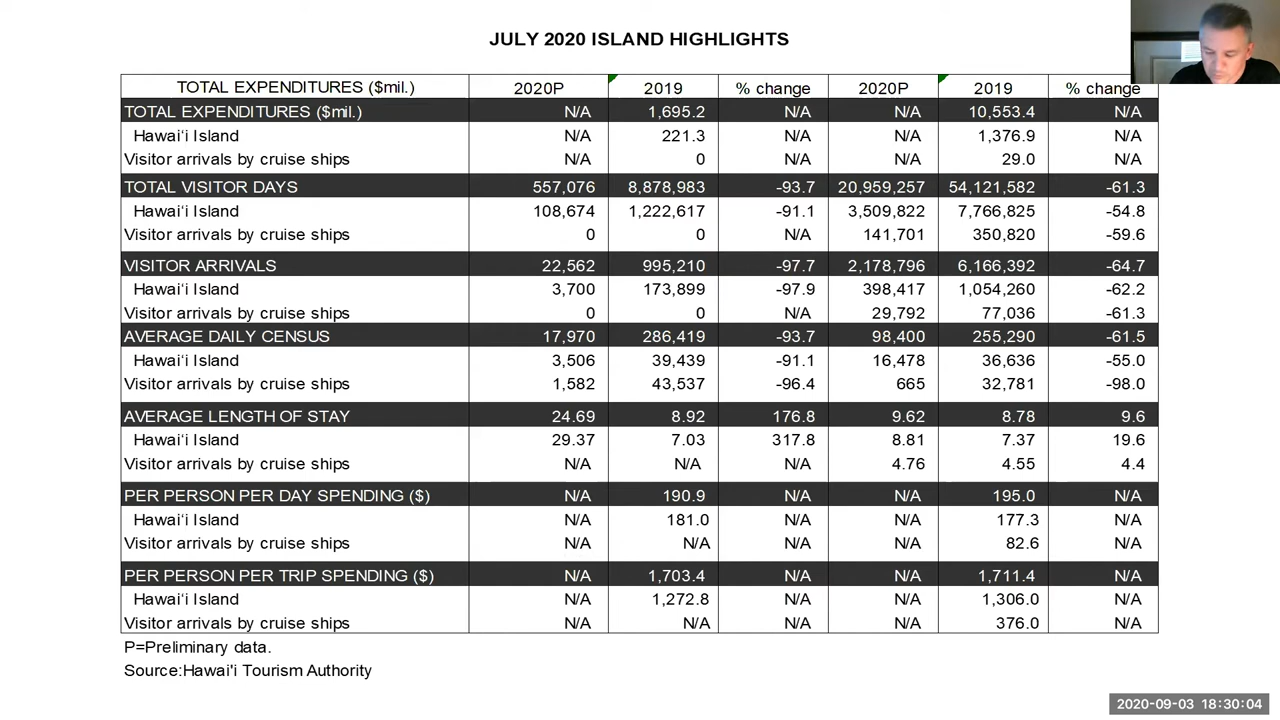 JULY 2020 ISLAND HIGHLIGHTS
TOTAL EXPENDITURES ($mil.) 2020P 2019 % change 2020P 2019 % change
TOTAL EXPENDITURES ($mil.) N/A 1,695.2 N/A N/A 10,553.4 N/A
Hawai‘i Island N/A 221.3 N/A N/A 1,376.9 N/A
Visitor arrivals by cruise ships N/A 0 N/A N/A 29.0 N/A
TOTAL VISITOR DAYS 557,076 8,878,983 -93.7 20,959,257 54,121,582 -61.3
Hawai‘i Island 108,674 1,222,617 -91.1 3,509,822 7,766,825 -54.8
Visitor arrivals by cruise ships 0 0 N/A 141,701 350,820 -59.6
VISITOR ARRIVALS 22,562 995,210 -97.7 2,178,796 6,166,392 -64.7
Hawai‘i Island 3,700 173,899 -97.9 398,417 1,054,260 -62.2
Visitor arrivals by cruise ships 0 0 N/A 29,792 77,036 -61.3
AVERAGE DAILY CENSUS 17,970 286,419 -93.7 98,400 255,290 -61.5
Hawai‘i Island 3,506 39,439 -91.1 16,478 36,636 -55.0
Visitor arrivals by cruise ships 1,582 43,537 -96.4 665 32,781 -98.0
AVERAGE LENGTH OF STAY 24.69 8.92 176.8 9.62 8.78 9.6
Hawai‘i Island 29.37 7.03 317.8 8.81 7.37 19.6
Visitor arrivals by cruise ships N/A N/A N/A 4.76 4.55 4.4
PER PERSON PER DAY SPENDING ($) N/A 190.9 N/A N/A 195.0 N/A
Hawai‘i Island N/A 181.0 N/A N/A 177.3 N/A
Visitor arrivals by cruise ships N/A N/A N/A N/A 82.6 N/A
PER PERSON PER TRIP SPENDING ($) N/A 1,703.4 N/A N/A 1,711.4 N/A
Hawai‘i Island N/A 1,272.8 N/A N/A 1,306.0 N/A
Visitor arrivals by cruise ships N/A N/A N/A N/A 376.0 N/A
P=Preliminary data.
Source:Hawai'i Tourism Authority
2020-09-03 18:30:04